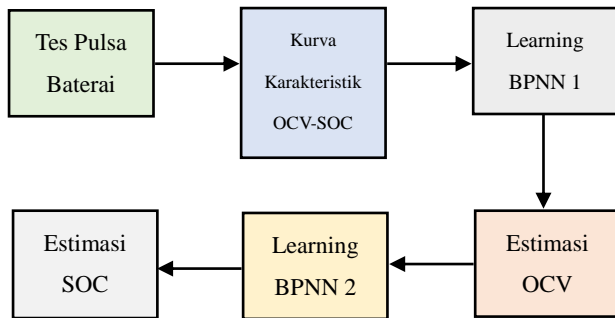 Tes Pulsa
Baterai
Kurva
Karakteristik
OCV-SOC
Learning
BPNN 1
Estimasi
OCV
Learning
BPNN 2
Estimasi
SOC